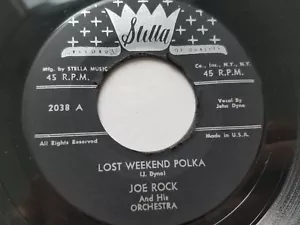 Stella
RECORDS OF QUALITY
Mfg. by STELLA MUSIC Co., Inc., N.Y., N.Y.
45 R.P.M. 45 R.P.M.
2038 A
Vocal By
John Dyno
All Rights Reserved
Made in U.S.A.
LOST WEEKEND POLKA
(J. Dyno)
JOE ROCK
And His
ORCHESTRA